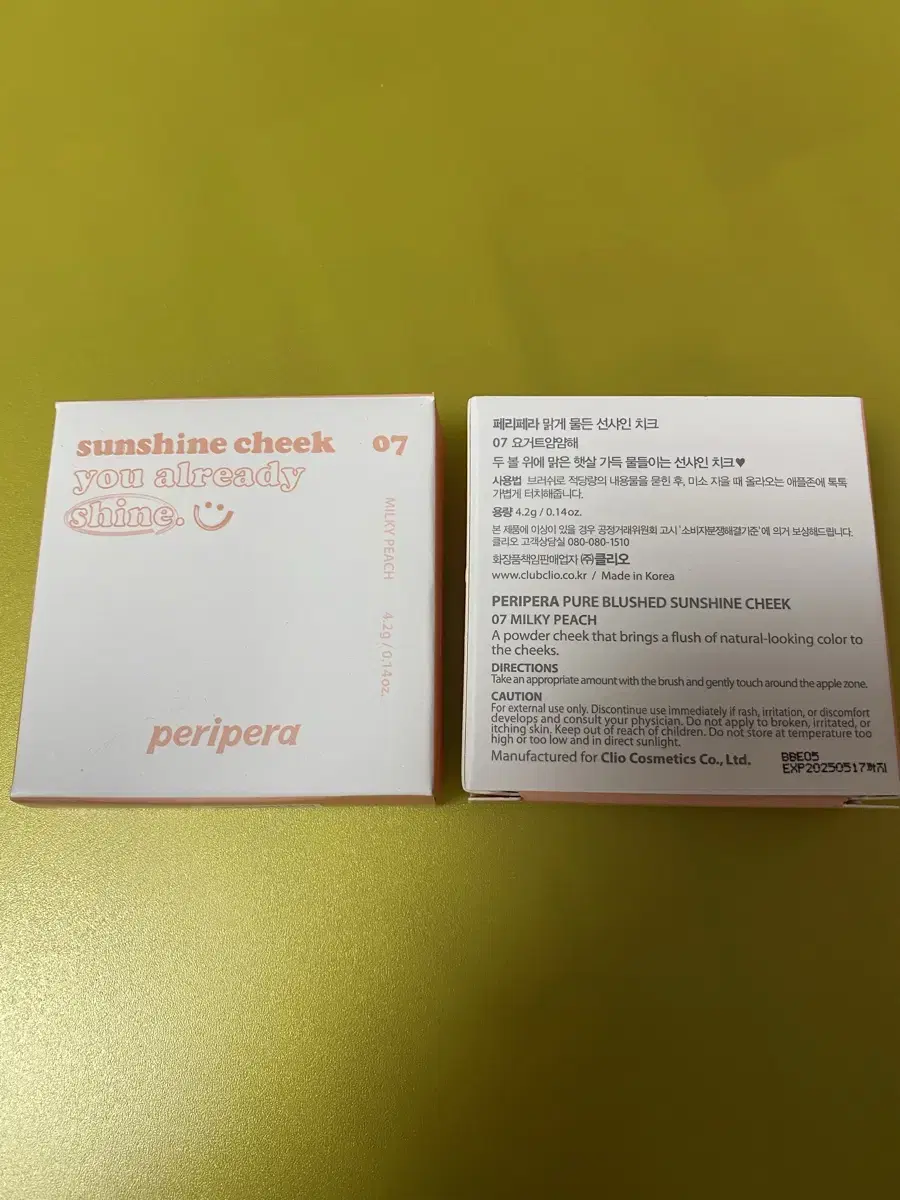 sunshine cheek 07
you already
shine.
MILKY PEACH 4.2g / 0.14oz.
peripera
페리페라 맑게 물든 선샤인 치크
07 요거트얌얌해
두 볼 위에 맑은 햇살 가득 물들이는 선샤인 치크♥
사용법 브러쉬로 적당량의 내용물을 묻힌 후, 미소 지을 때 올라오는 애플존에 톡톡
가볍게 터치해줍니다.
용량 4.2g / 0.14oz.
본 제품에 이상이 있을 경우 공정거래위원회 고시 '소비자분쟁해결기준'에 의거 보상해드립니다.
클리오 고객상담실 080-080-1510
화장품책임판매업자 ㈜클리오
www.clubclio.co.kr / Made in Korea
PERIPERA PURE BLUSHED SUNSHINE CHEEK
07 MILKY PEACH
A powder cheek that brings a flush of natural-looking color to
the cheeks.
DIRECTIONS
Take an appropriate amount with the brush and gently touch around the apple zone.
CAUTION
For external use only. Discontinue use immediately if rash, irritation, or discomfort
develops and consult your physician. Do not apply to broken, irritated, or
itching skin. Keep out of reach of children. Do not store at temperature too
high or too low and in direct sunlight.
Manufactured for Clio Cosmetics Co., Ltd.
BBE05
EXP20250517까지